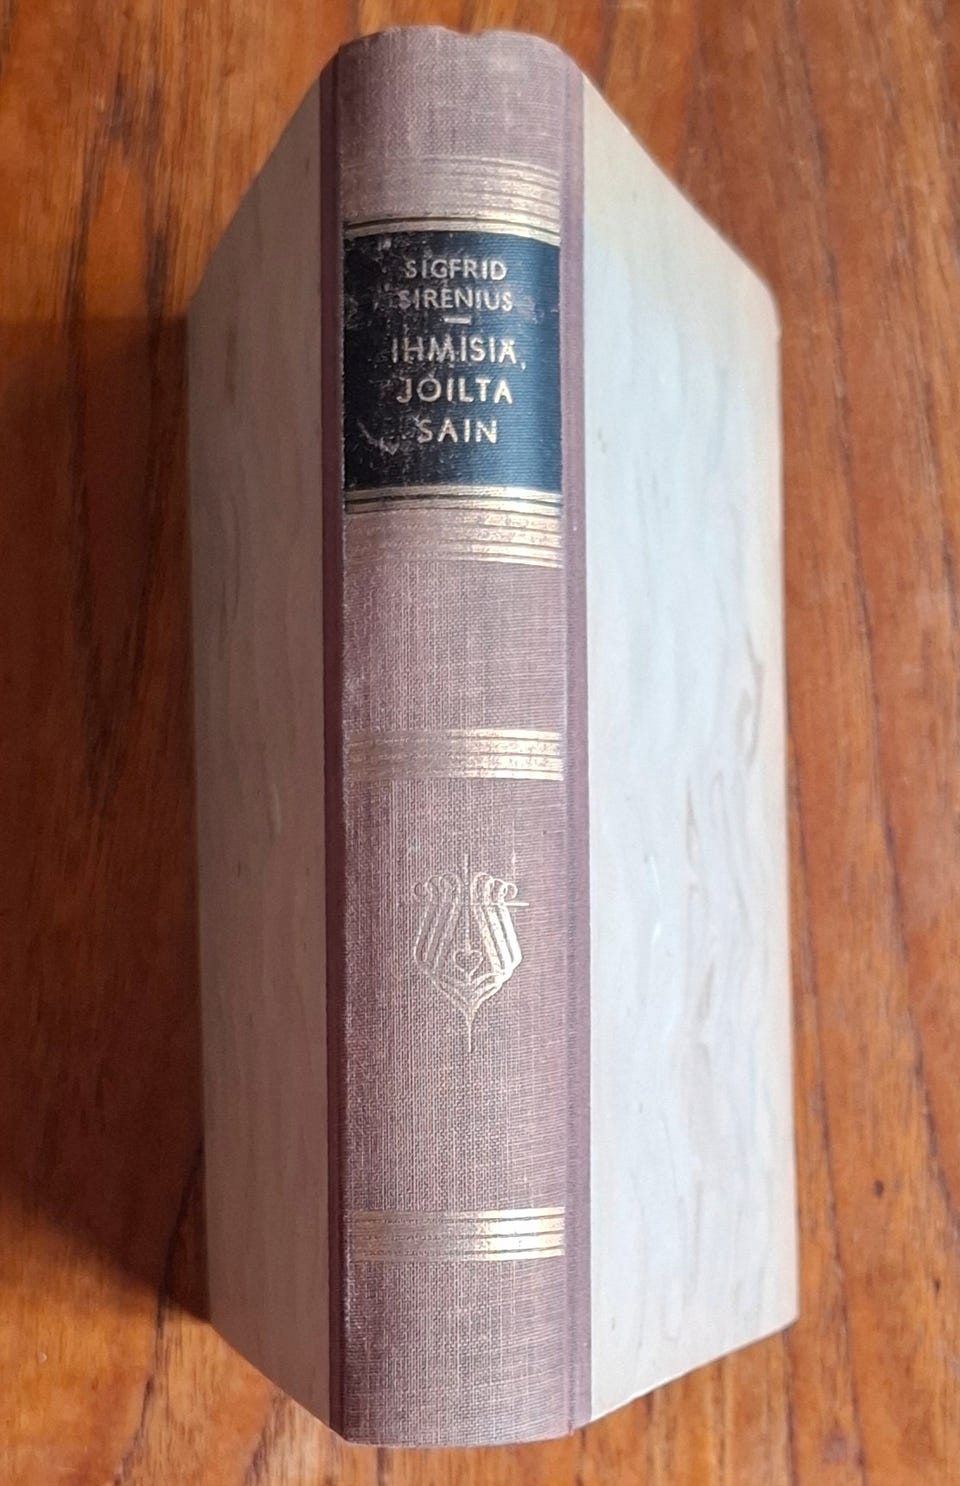 SIGFRID
SIRENIUS
IHMISIÄ,
JOILTA
SAIN